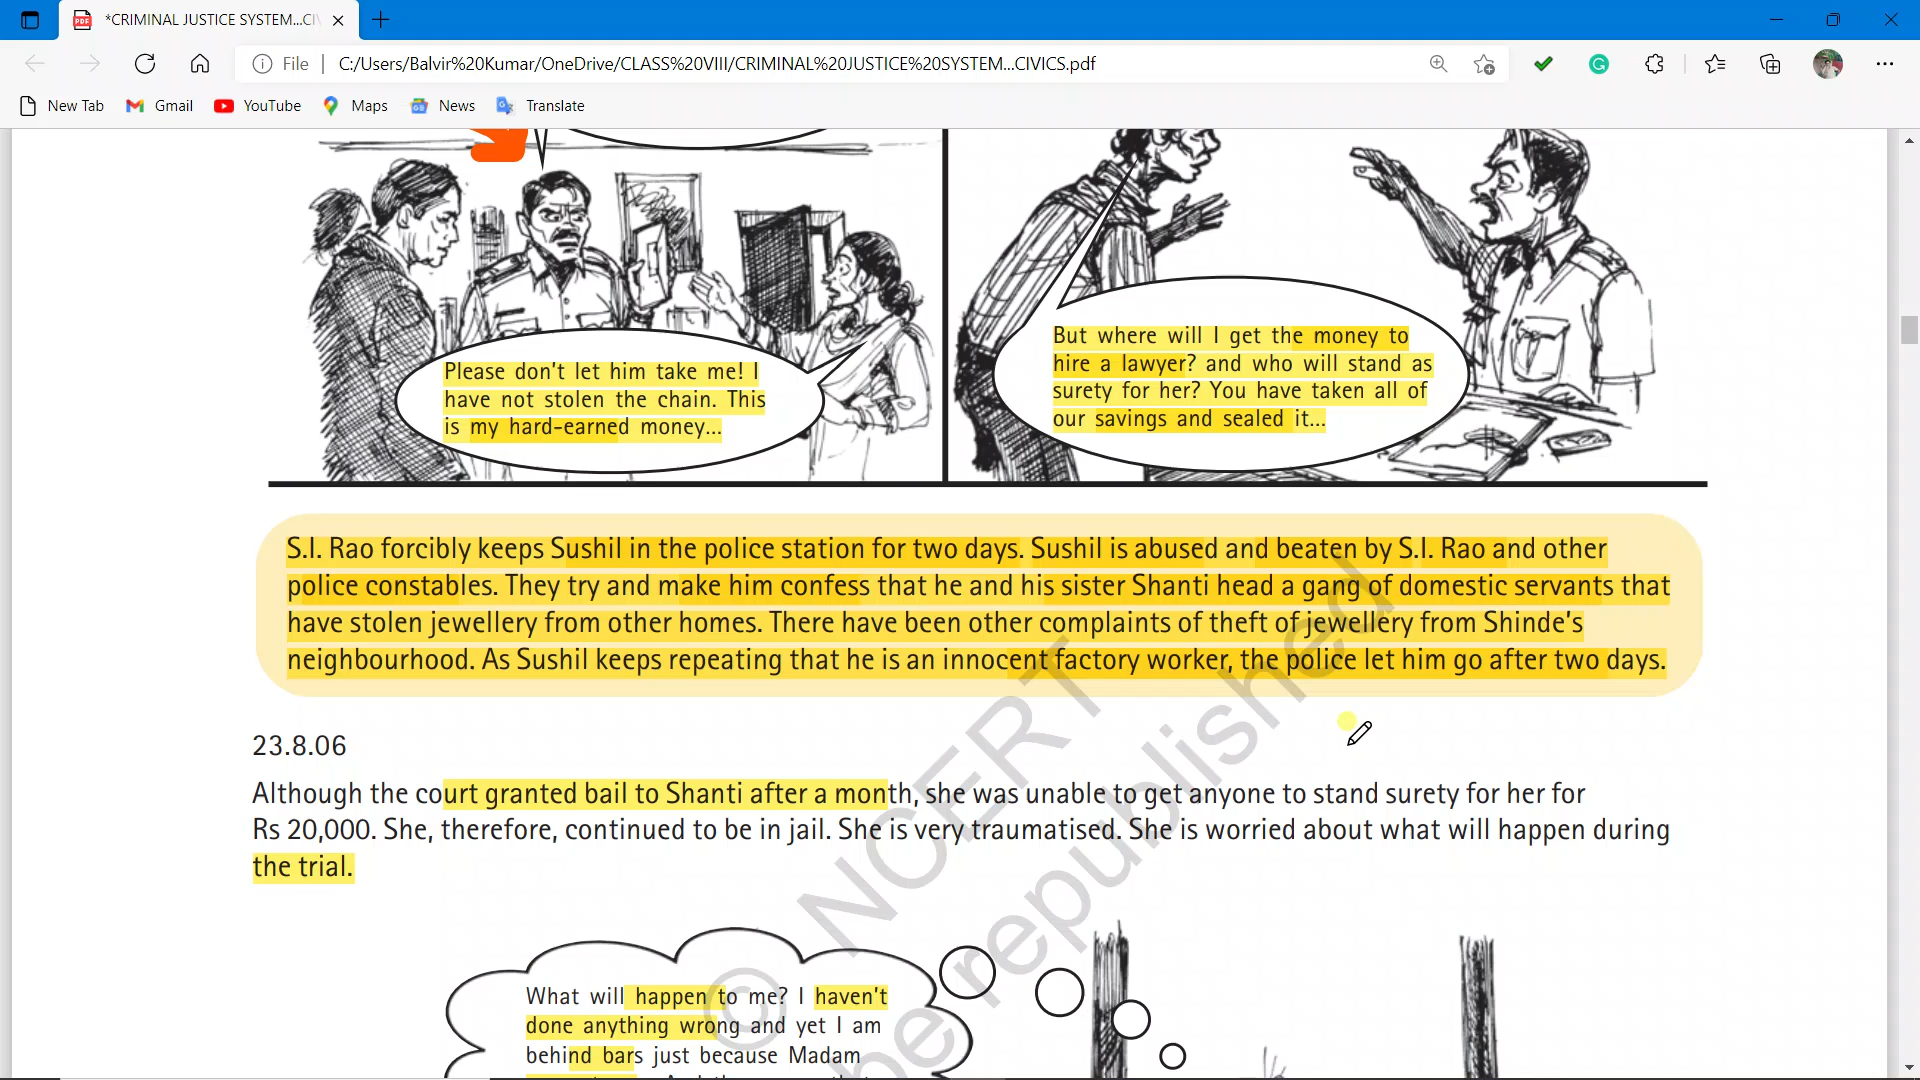 *CRIMINAL JUSTICE SYSTEM...CI
File
C:/Users/Balvir%20Kumar/OneDrive/CLASS%20VIII/CRIMINAL%20JUSTICE%20SYSTEM...CIVICS.pdf
New Tab
Gmail
YouTube
Maps
News
Translate
Please don't let him take me! I
have not stolen the chain. This
is my hard-earned money...
But where will I get the money to
hire a lawyer? and who will stand as
surety for her? You have taken all of
our savings and sealed it...
S.I. Rao forcibly keeps Sushil in the police station for two days. Sushil is abused and beaten by S.I. Rao and other
police constables. They try and make him confess that he and his sister Shanti head a gang of domestic servants that
have stolen jewellery from other homes. There have been other complaints of theft of jewellery from Shinde's
neighbourhood. As Sushil keeps repeating that he is an innocent factory worker, the police let him go after two days.
23.8.06
Although the court granted bail to Shanti after a month, she was unable to get anyone to stand surety for her for
Rs 20,000. She, therefore, continued to be in jail. She is very traumatised. She is worried about what will happen during
the trial.
What will happen to me? I haven't
done anything wrong and yet I am
behind bars just because Madam
© NCERT
be republished